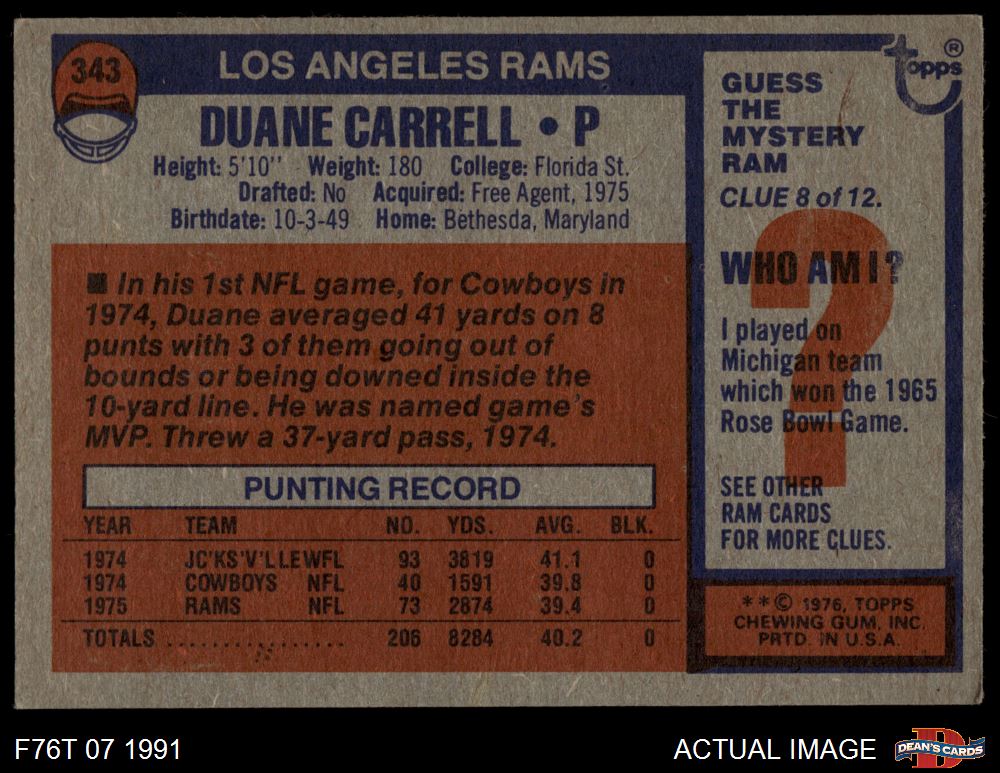 343
LOS ANGELES RAMS
DUANE CARRELL • P
Height: 5'10" Weight: 180 College: Florida St.
Drafted: No Acquired: Free Agent, 1975
Birthdate: 10-3-49 Home: Bethesda, Maryland
■ In his 1st NFL game, for Cowboys in
1974, Duane averaged 41 yards on 8
punts with 3 of them going out of
bounds or being downed inside the
10-yard line. He was named game's
MVP. Threw a 37-yard pass, 1974.
PUNTING RECORD
YEAR TEAM NO. YDS. AVG. BLK.
1974 JC'KS'V'LLE WFL 93 3819 41.1 0
1974 COWBOYS NFL 40 1591 39.8 0
1975 RAMS NFL 73 2874 39.4 0
TOTALS ................ 206 8284 40.2 0
Topps ®
GUESS
THE
MYSTERY
RAM
CLUE 8 of 12.
WHO AM I?
?
I played on
Michigan team
which won the 1965
Rose Bowl Game.
SEE OTHER
RAM CARDS
FOR MORE CLUES.
**© 1976, TOPPS
CHEWING GUM, INC.
PRTD. IN U.S.A.
F76T 07 1991
ACTUAL IMAGE
D
DEAN'S CARDS